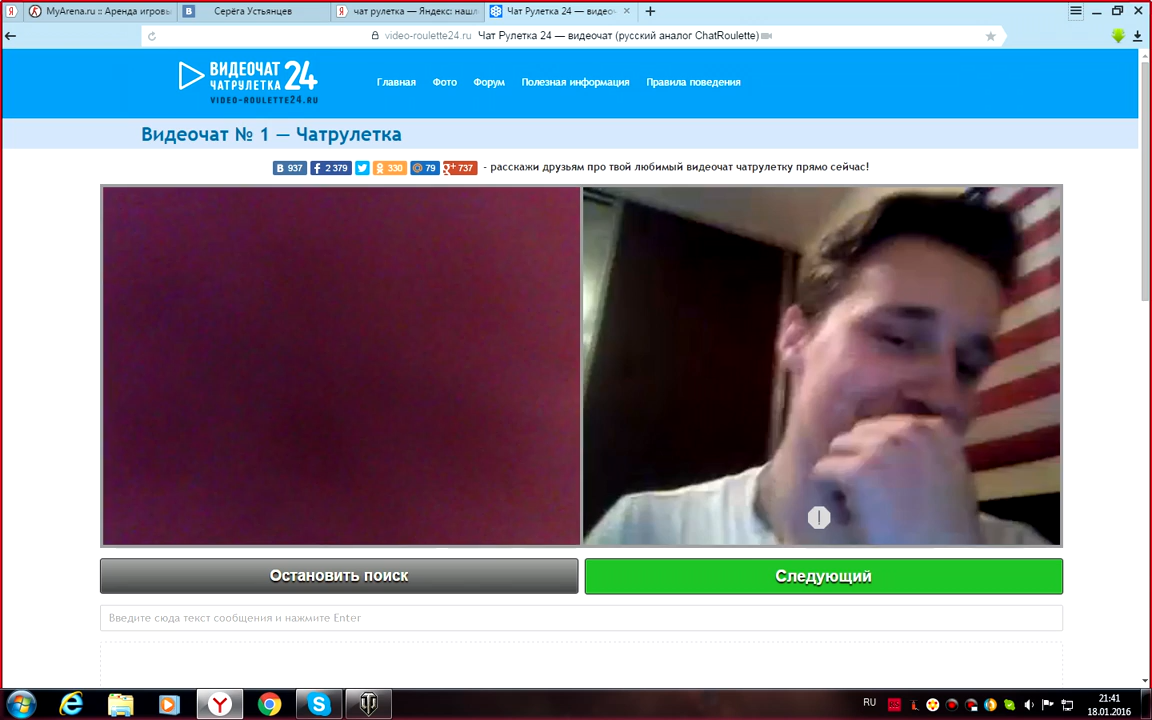 MyArena.ru :: Аренда игровы
Серёга Устьянцев
чат рулетка — Яндекс: нашл
Чат Рулетка 24 — видеоч
video-roulette24.ru Чат Рулетка 24 — видеочат (русский аналог ChatRoulette)
ВИДЕОЧАТ
ЧАТРУЛЕТКА 24
VIDEO-ROULETTE24.RU
Главная Фото Форум Полезная информация Правила поведения
Видеочат № 1 — Чатрулетка
937 2 379 330 79 g+ 737 - расскажи друзьям про твой любимый видеочат чатрулетку прямо сейчас!
Остановить поиск
Следующий
Введите сюда текст сообщения и нажмите Enter
RU
21:41
18.01.2016